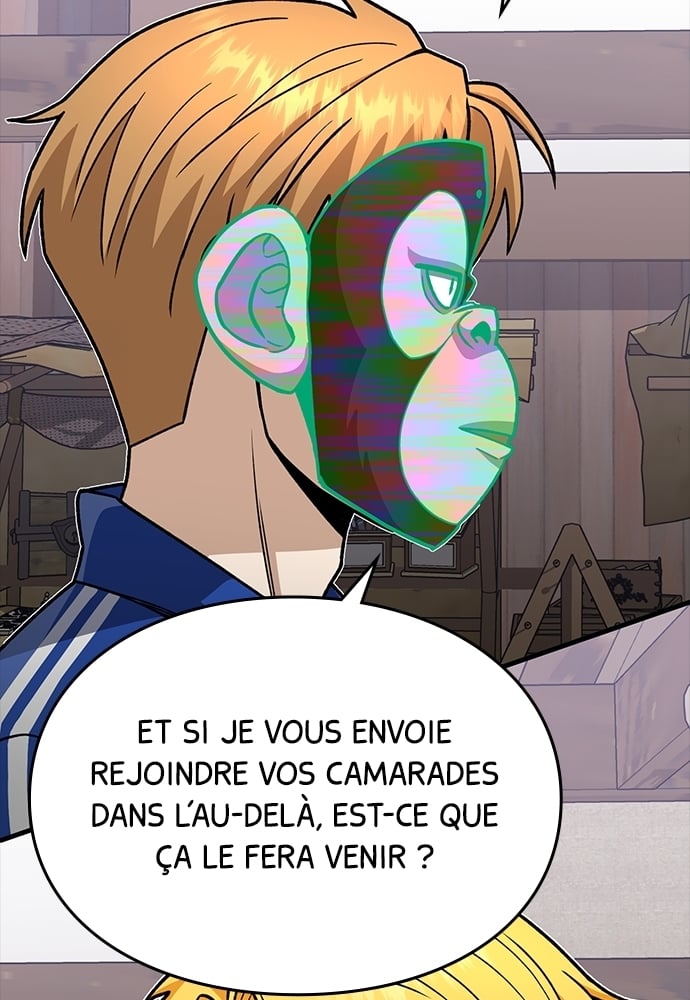 ET SI JE VOUS ENVOIE
REJOINDRE VOS CAMARADES
DANS L'AU-DELÀ, EST-CE QUE
ÇA LE FERA VENIR ?